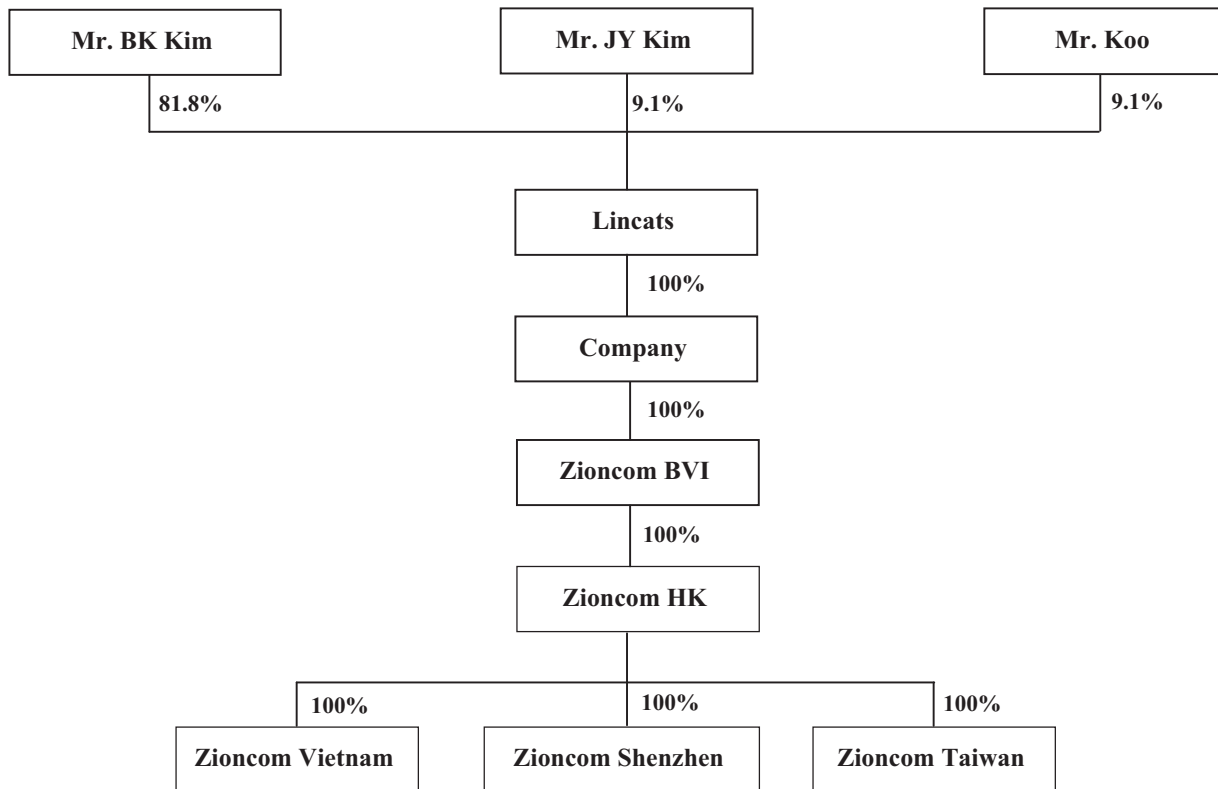 Mr. BK Kim
Mr. JY Kim
Mr. Koo
81.8%
9.1%
9.1%
Lincats
100%
Company
100%
Zioncom BVI
100%
Zioncom HK
100%
100%
100%
Zioncom Vietnam
Zioncom Shenzhen
Zioncom Taiwan